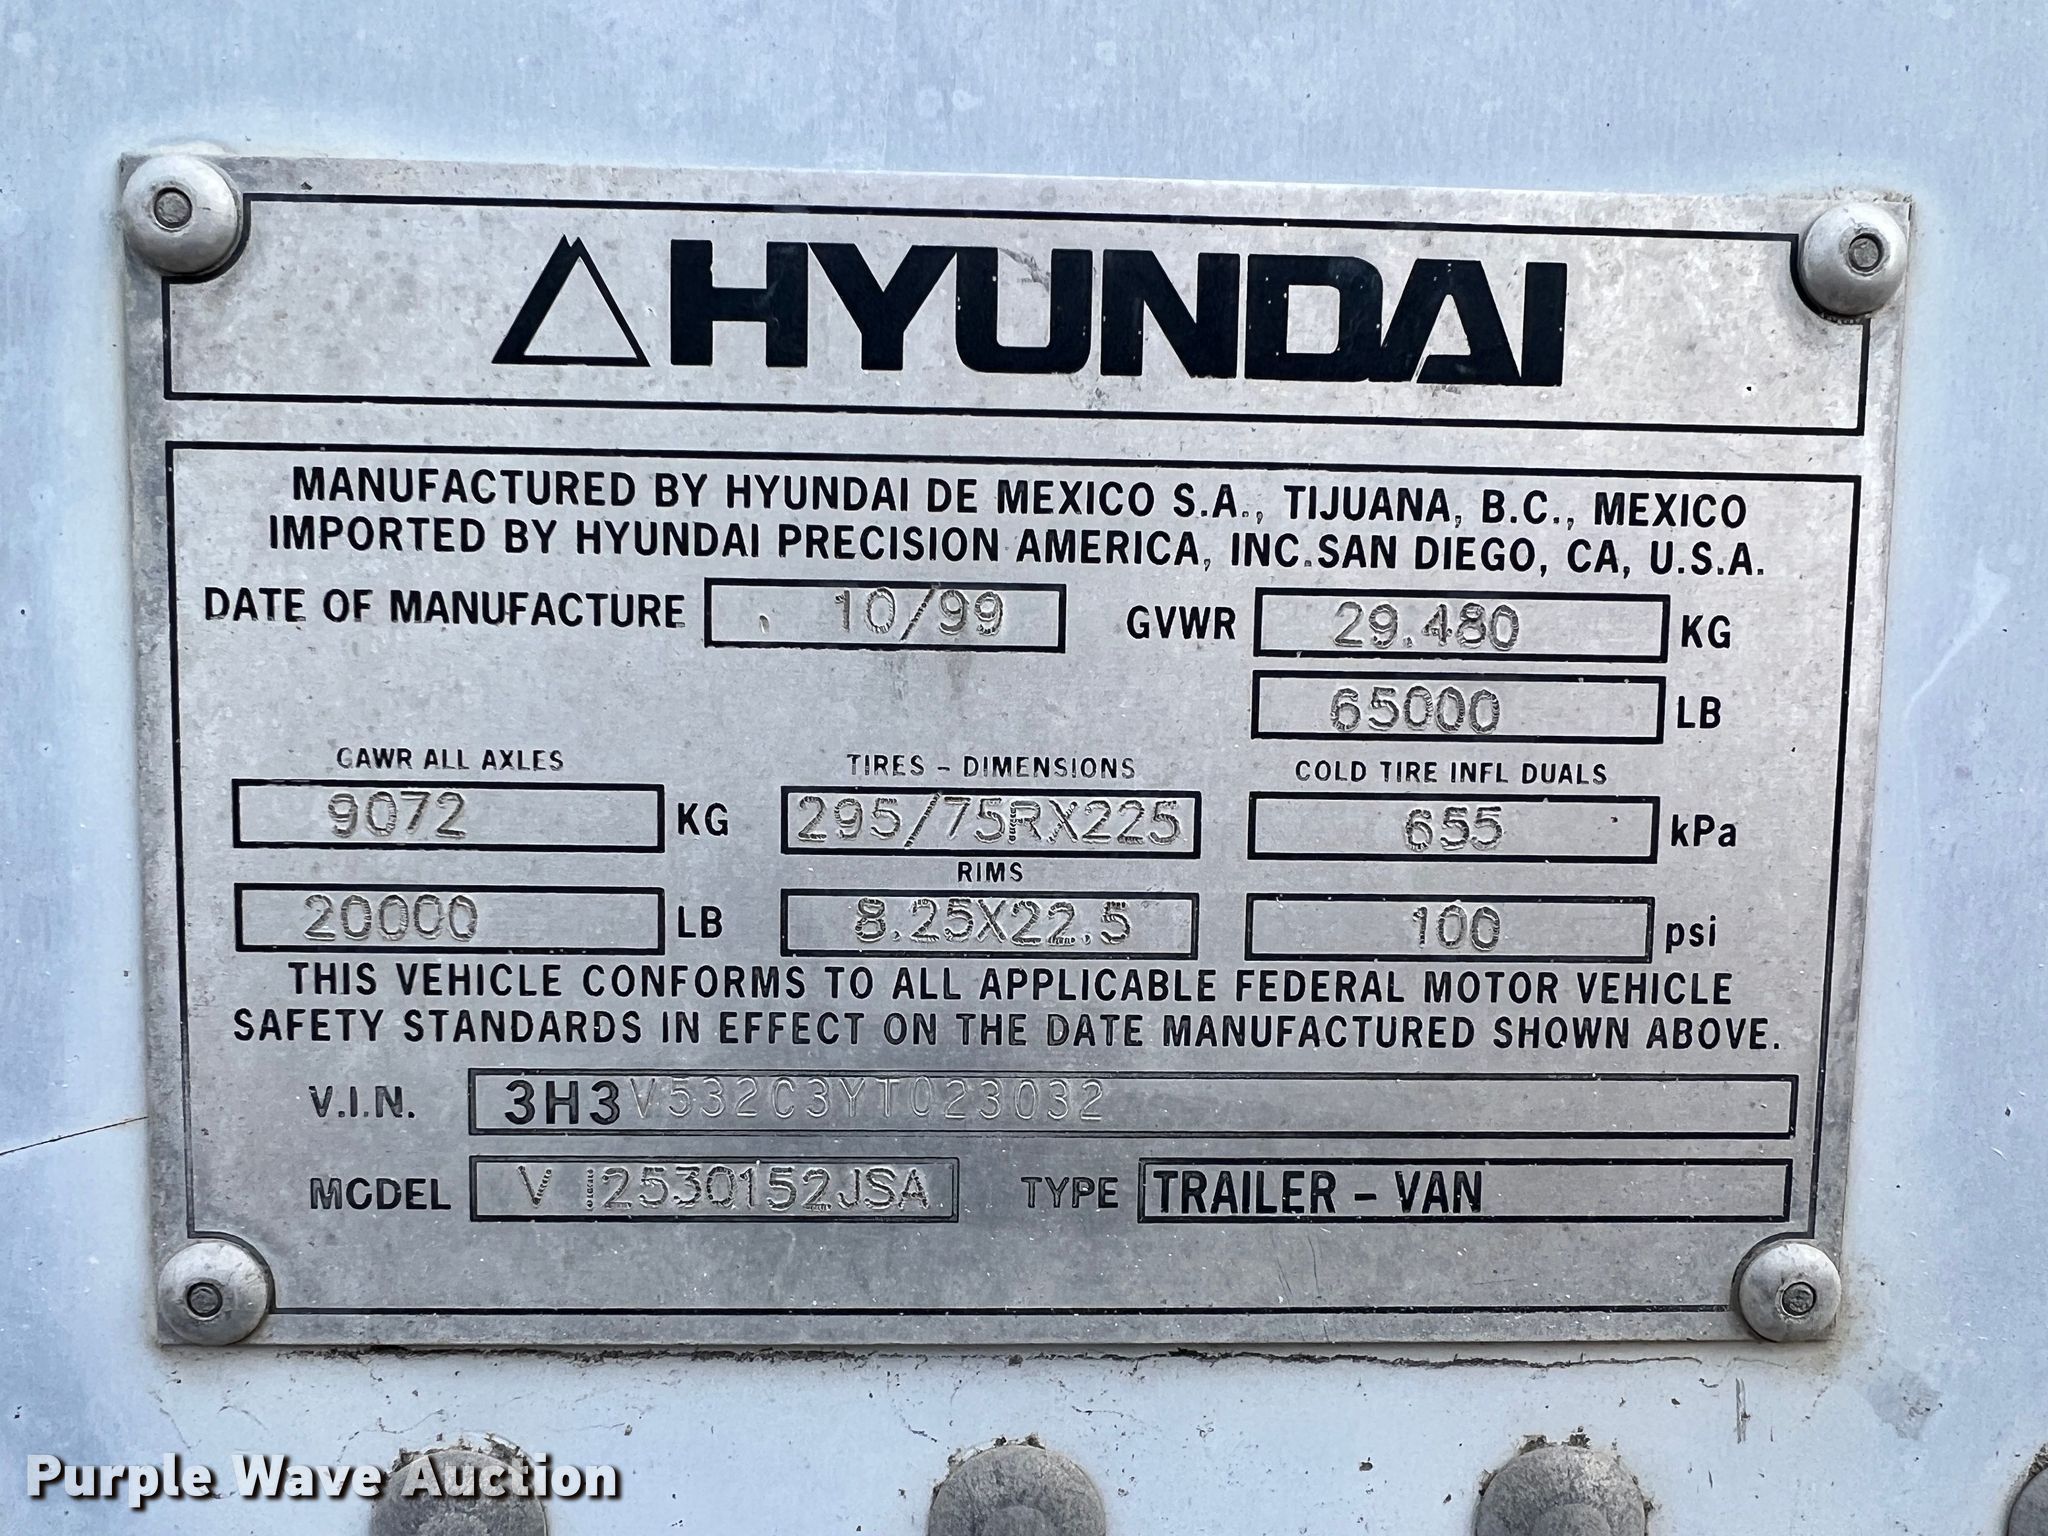 HYUNDAI
MANUFACTURED BY HYUNDAI DE MEXICO S.A., TIJUANA, B.C., MEXICO
IMPORTED BY HYUNDAI PRECISION AMERICA, INC.SAN DIEGO, CA, U.S.A.
DATE OF MANUFACTURE 10/99 GVWR 29.480 KG
65000 LB
GAWR ALL AXLES TIRES - DIMENSIONS COLD TIRE INFL DUALS
9072 KG 295/75RX225 655 kPa
RIMS
20000 LB 8.25X22.5 100 psi
THIS VEHICLE CONFORMS TO ALL APPLICABLE FEDERAL MOTOR VEHICLE
SAFETY STANDARDS IN EFFECT ON THE DATE MANUFACTURED SHOWN ABOVE.
V.I.N. 3H3V532C3YT023032
MODEL V I2530152JSA TYPE TRAILER - VAN
Purple Wave Auction